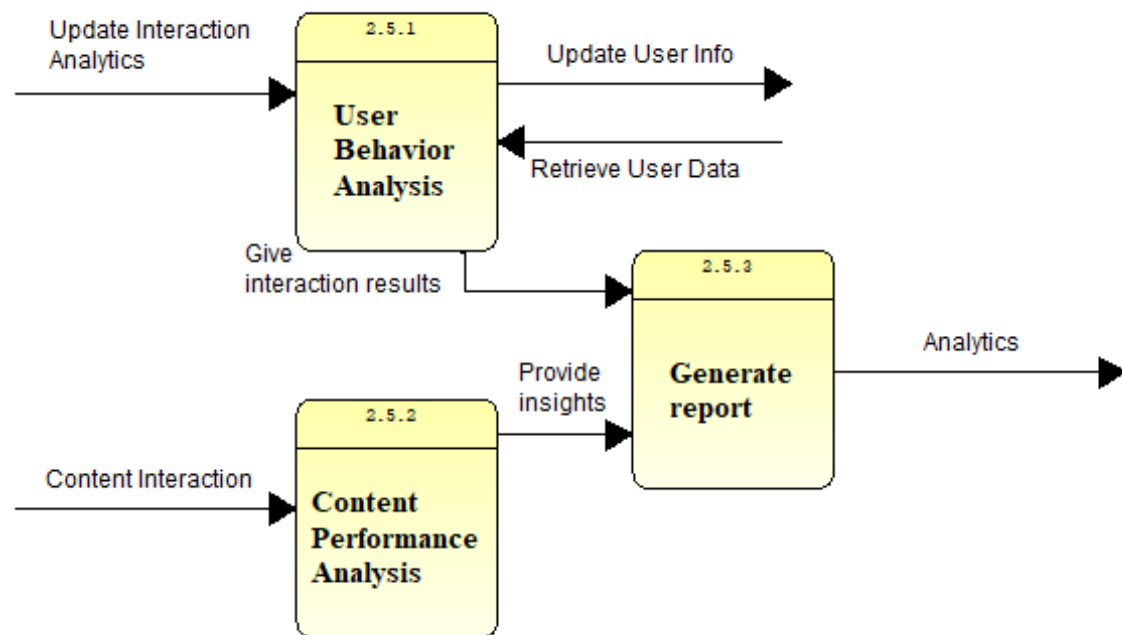 Update Interaction
Analytics
2.5.1
User
Behavior
Analysis
Update User Info
Retrieve User Data
Give
interaction results
2.5.3
Generate
report
Analytics
Provide
insights
2.5.2
Content
Performance
Analysis
Content Interaction